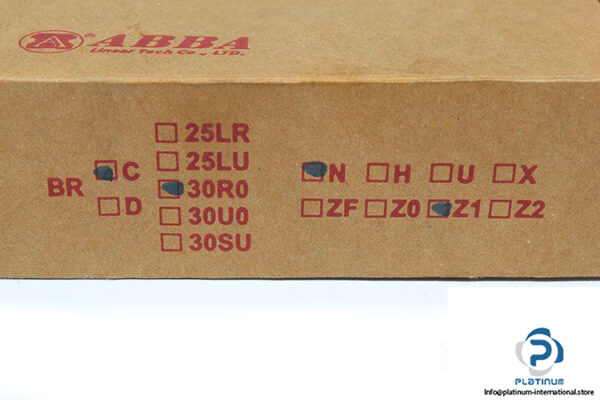 ® ABBA
Linear Tech Co., LTD.
BR
C
D
25LR
25LU
30R0
30U0
30SU
N H U X
ZF Z0 Z1 Z2
PLATINUM
Info@platinum-international.store